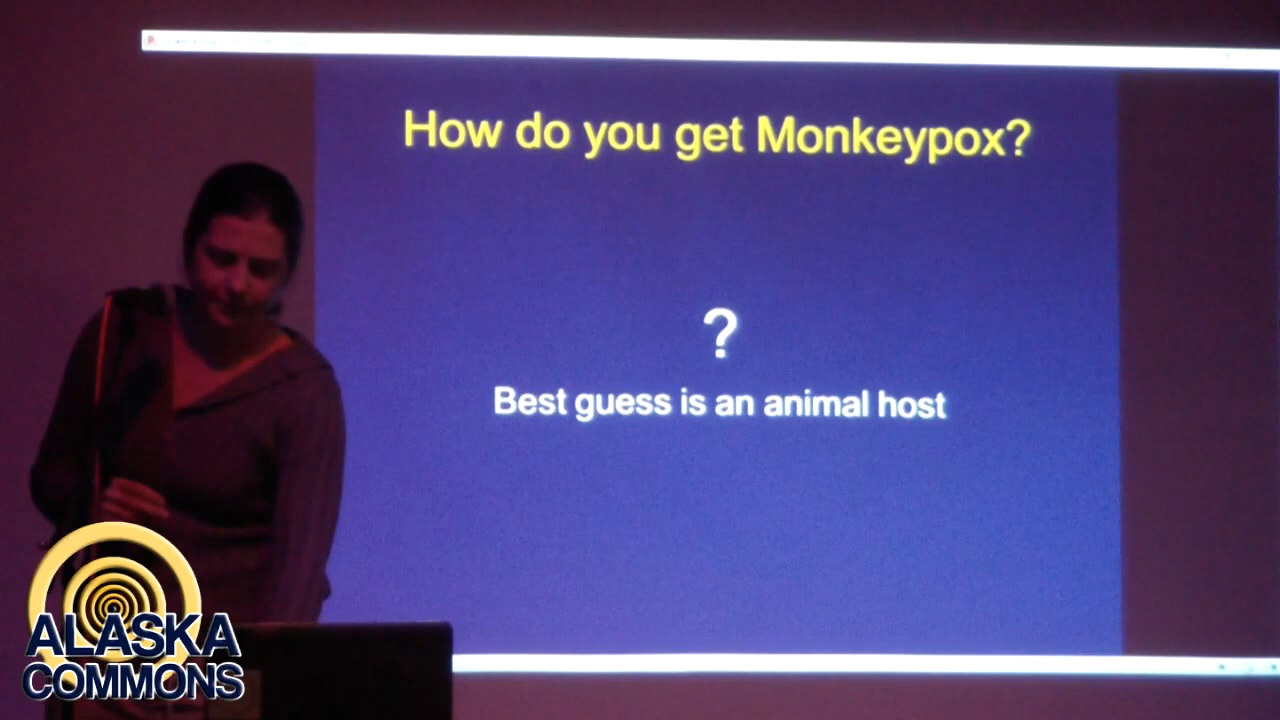 How do you get Monkeypox?
?
Best guess is an animal host
ALASKA
COMMONS